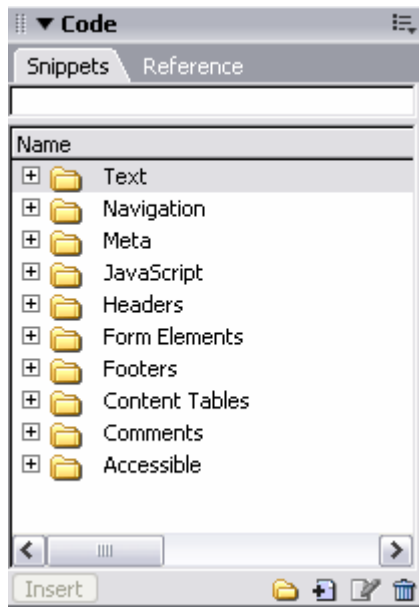 Code
Snippets Reference
Name
Text
Navigation
Meta
JavaScript
Headers
Form Elements
Footers
Content Tables
Comments
Accessible
Insert